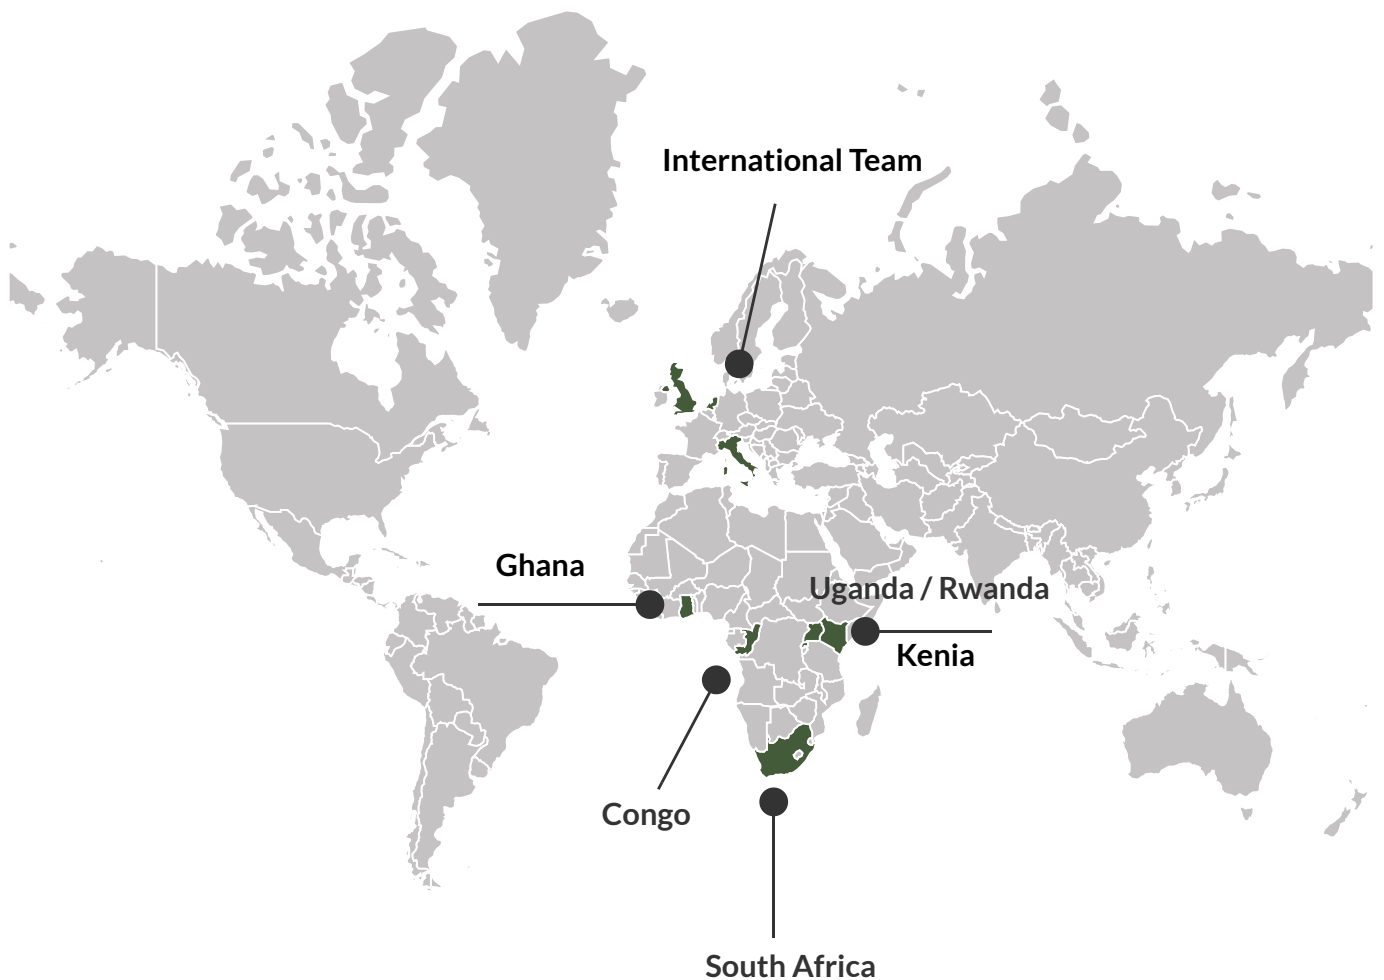 International Team
Ghana
Uganda / Rwanda
Kenia
Congo
South Africa